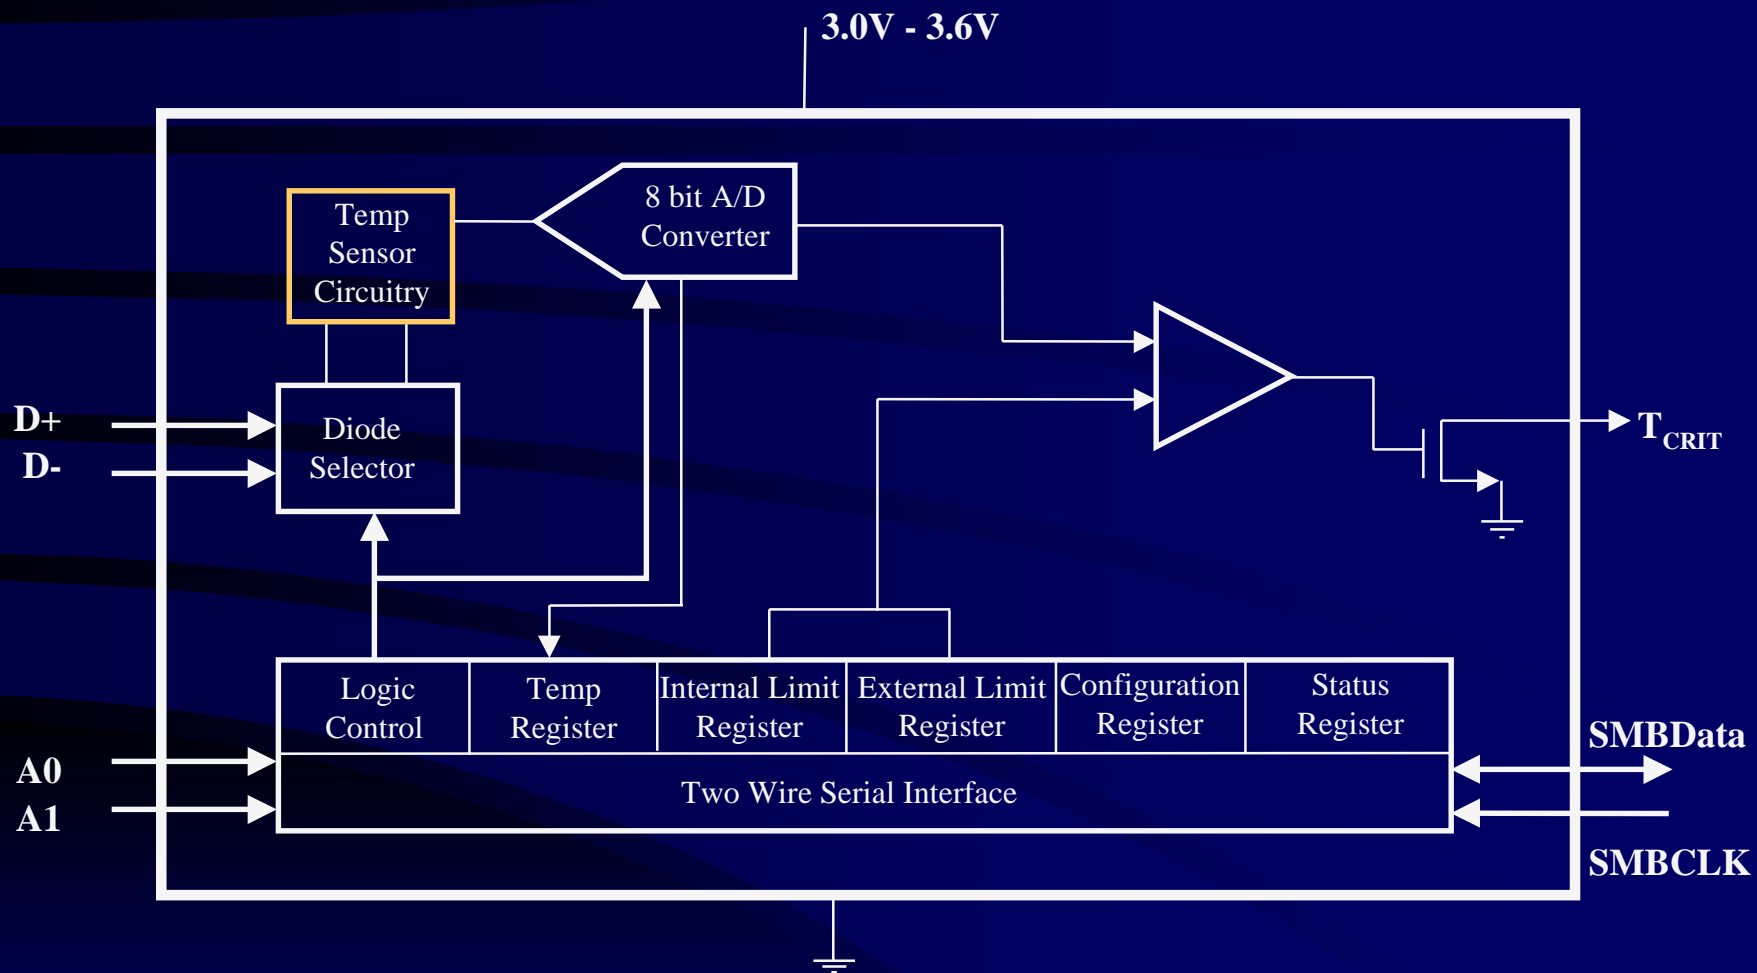 3.0V - 3.6V
8 bit A/D
Converter
Temp
Sensor
Circuitry
D+
D-
Diode
Selector
T CRIT
Logic
Control
Temp
Register
Internal Limit
Register
External Limit
Register
Configuration
Register
Status
Register
A0
A1
Two Wire Serial Interface
SMBData
SMBCLK